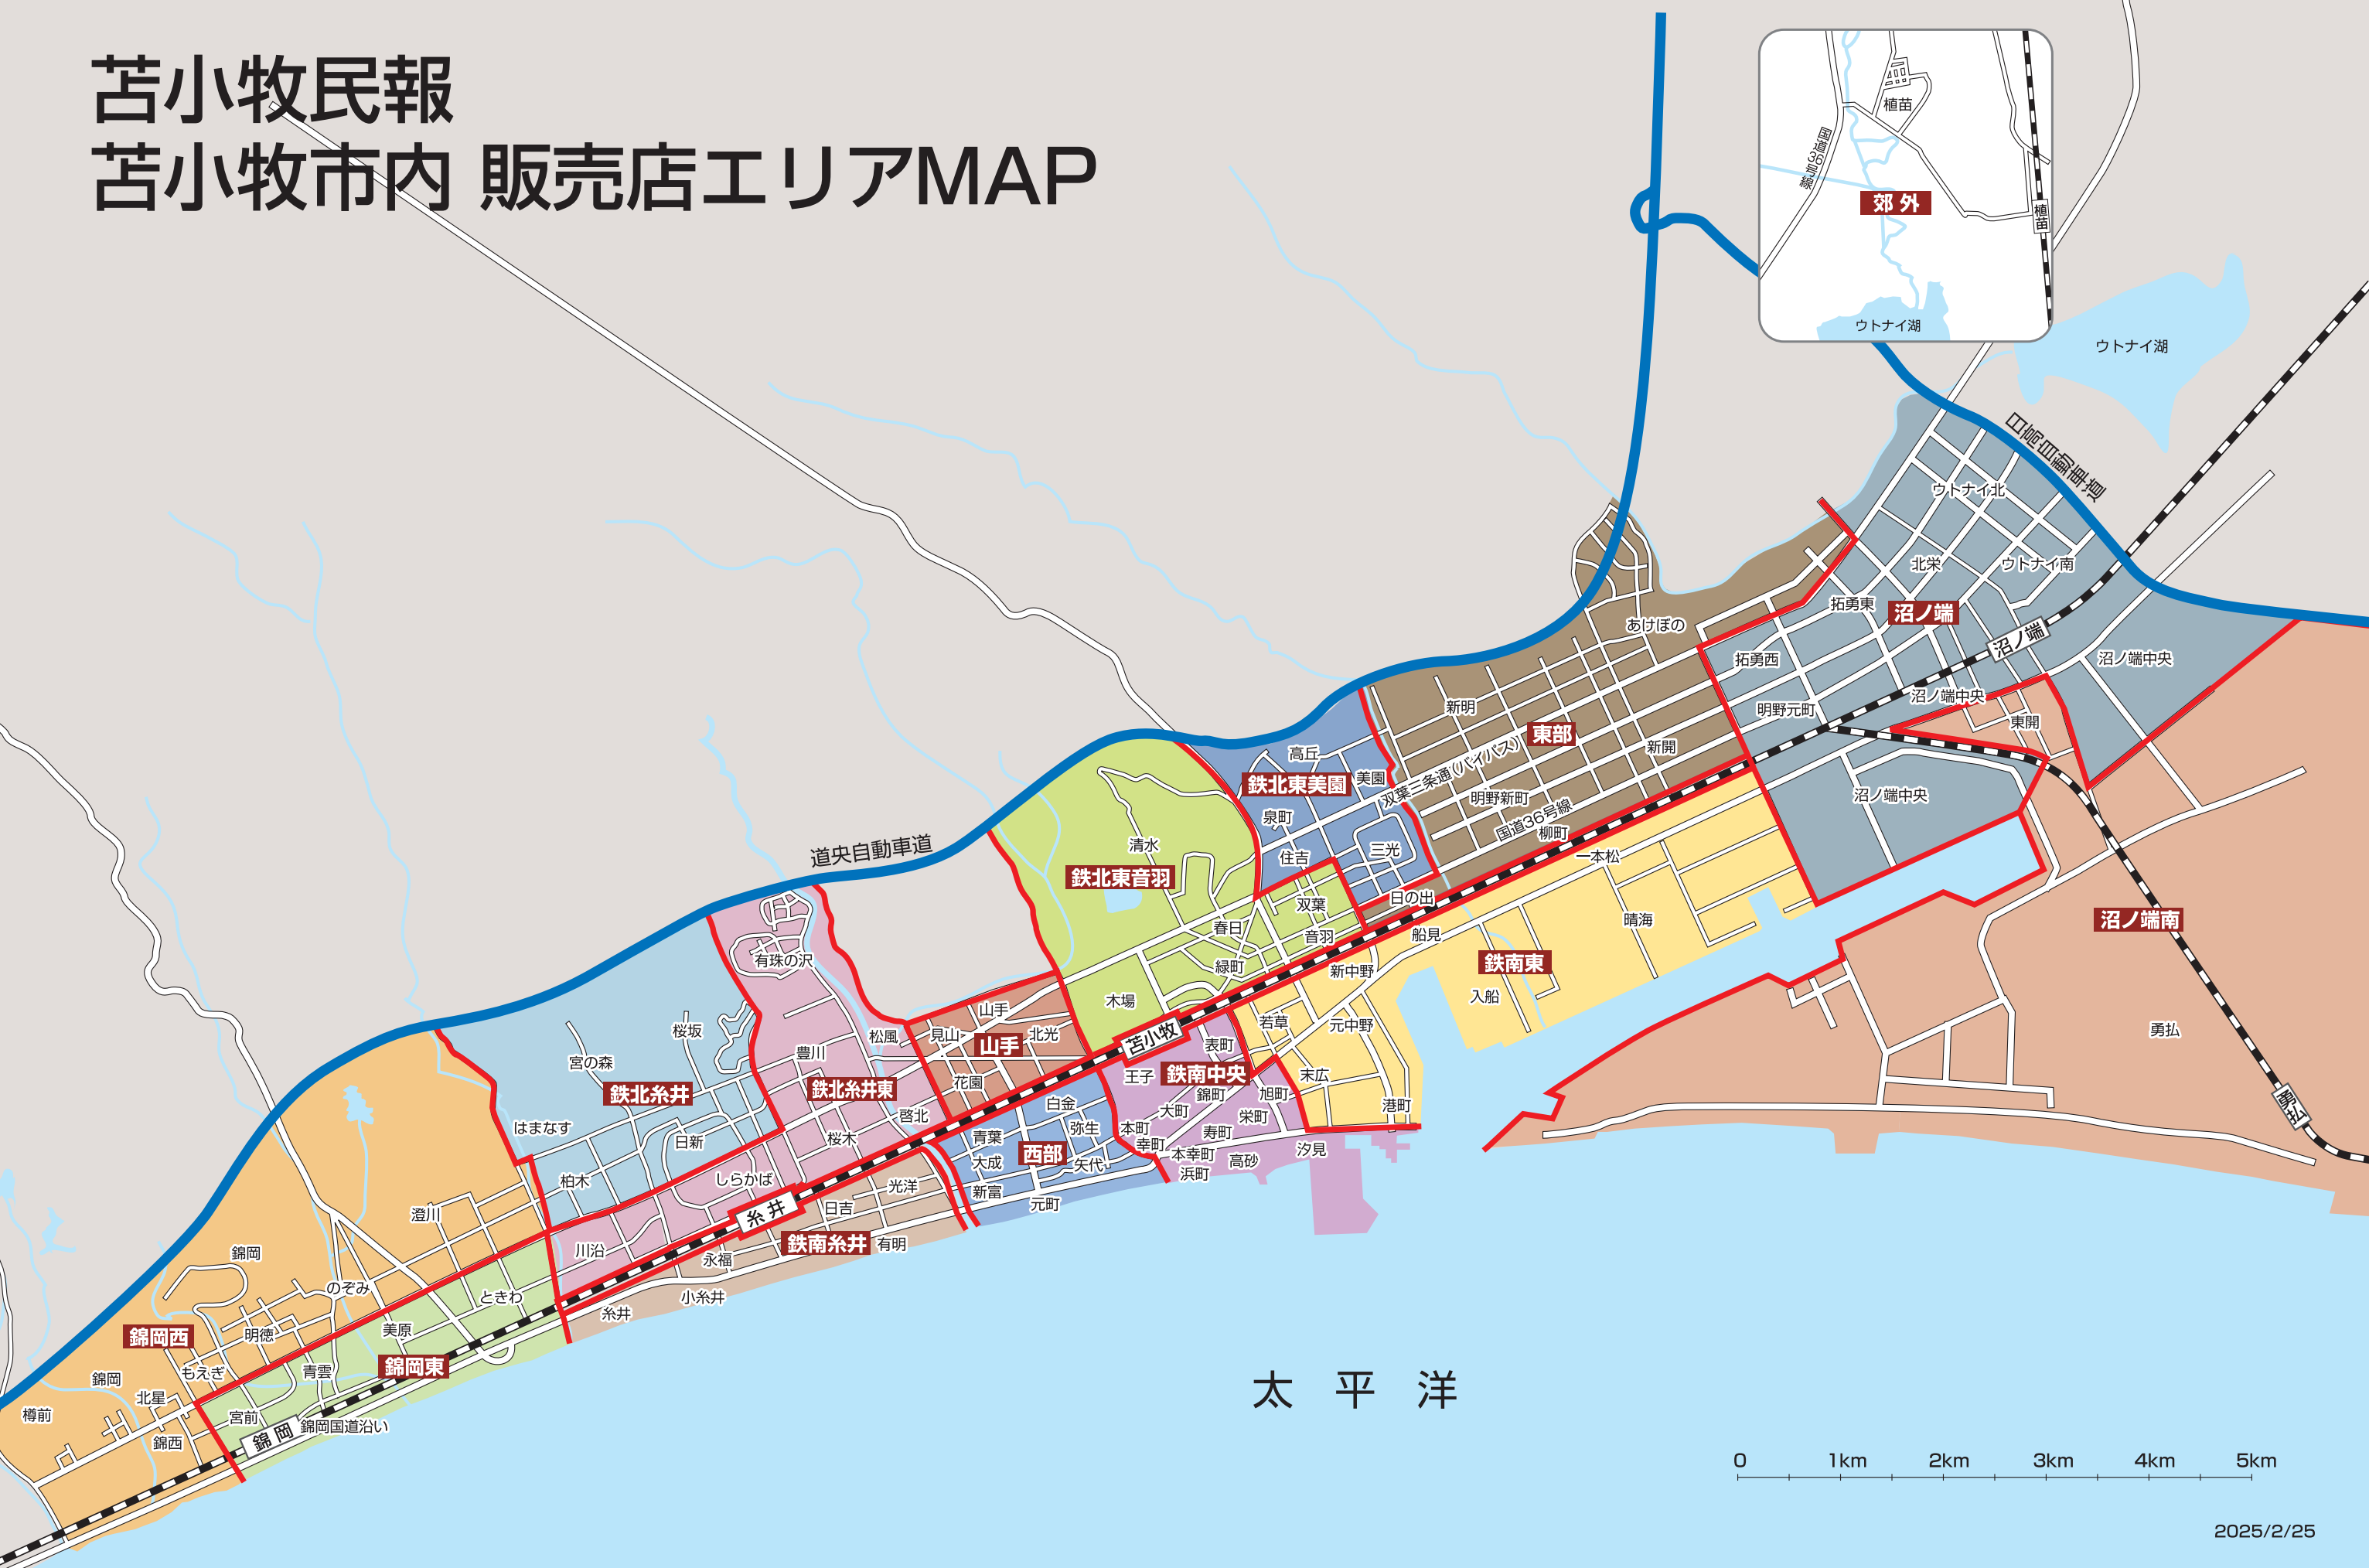 苫小牧民報
苫小牧市内 販売店エリアMAP
植苗
国道36号線
郊外
植苗
ウトナイ湖
ウトナイ湖
日高自動車道
ウトナイ北
北栄
ウトナイ南
拓勇東
沼ノ端
沼ノ端
拓勇西
沼ノ端中央
沼ノ端中央
明野元町
東開
沼ノ端中央
あけぼの
新明
東部
新開
双葉三条通(バイパス)
明野新町
国道36号線
柳町
高丘
鉄北東美園
美園
泉町
住吉
三光
日の出
一本松
晴海
沼ノ端南
勇払
勇払
道央自動車道
清水
鉄北東音羽
双葉
春日
音羽
緑町
木場
船見
鉄南東
新中野
入船
若草
元中野
末広
港町
苫小牧
表町
王子
鉄南中央
錦町
旭町
大町
栄町
本町
寿町
幸町
本幸町
高砂
汐見
浜町
有珠の沢
松風
山手
見山
山手
北光
花園
桜坂
宮の森
豊川
鉄北糸井
鉄北糸井東
啓北
白金
はまなす
日新
桜木
青葉
弥生
西部
大成
矢代
柏木
しらかば
光洋
新富
元町
糸井
日吉
鉄南糸井
有明
川沿
永福
小糸井
糸井
澄川
錦岡
のぞみ
ときわ
錦岡西
明徳
美原
錦岡東
もえぎ
青雲
錦岡
北星
樽前
宮前
錦岡
錦岡国道沿い
錦西
太平洋
0 1km 2km 3km 4km 5km
2025/2/25